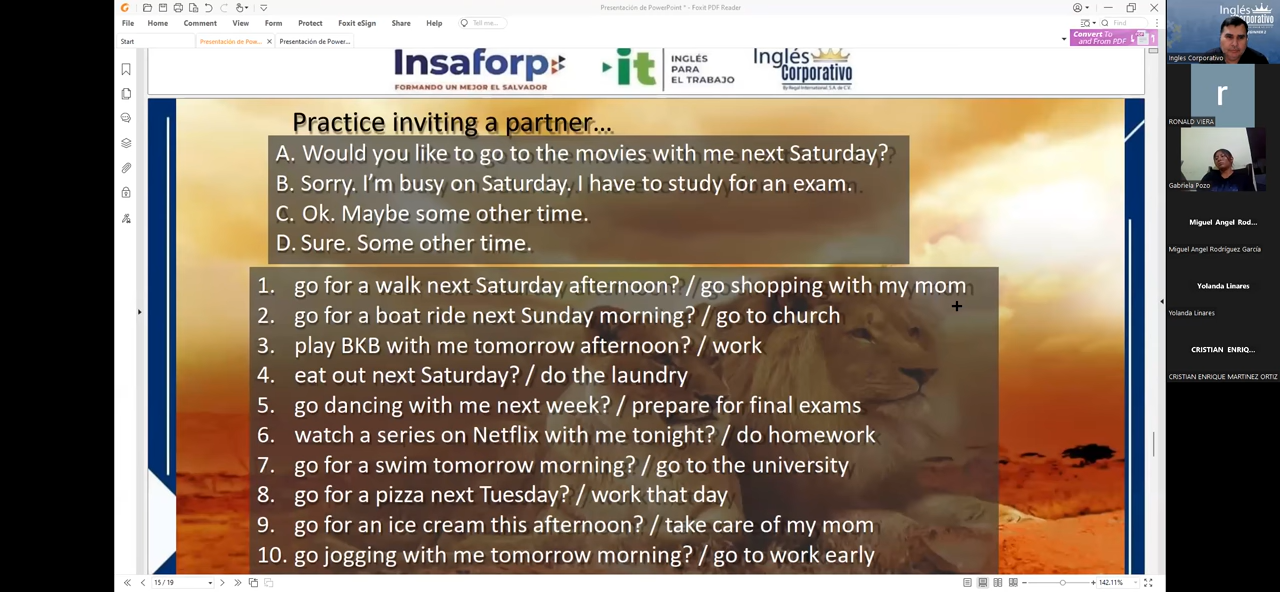 Presentación de PowerPoint * - Foxit PDF Reader
File Home Comment View Form Protect Foxit eSign Share Help Tell me... Find
Start Presentación de Pow... Presentación de Power... Convert To and From PDF
Insaforp
FORMANDO UN MEJOR EL SALVADOR
it INGLÉS PARA EL TRABAJO
Inglés Corporativo
By Regal International, S.A. de C.V.
Practice inviting a partner...
A. Would you like to go to the movies with me next Saturday?
B. Sorry. I'm busy on Saturday. I have to study for an exam.
C. Ok. Maybe some other time.
D. Sure. Some other time.
1. go for a walk next Saturday afternoon? / go shopping with my mom
2. go for a boat ride next Sunday morning? / go to church
3. play BKB with me tomorrow afternoon? / work
4. eat out next Saturday? / do the laundry
5. go dancing with me next week? / prepare for final exams
6. watch a series on Netflix with me tonight? / do homework
7. go for a swim tomorrow morning? / go to the university
8. go for a pizza next Tuesday? / work that day
9. go for an ice cream this afternoon? / take care of my mom
10. go jogging with me tomorrow morning? / go to work early
15 / 19
142.11%
Inglés Corporativo
Ingles Corporativo
r
RONALD VIERA
Gabriela Pozo
Miguel Angel Rod...
Miguel Angel Rodríguez García
Yolanda Linares
Yolanda Linares
CRISTIAN ENRIQ...
CRISTIAN ENRIQUE MARTINEZ ORTIZ